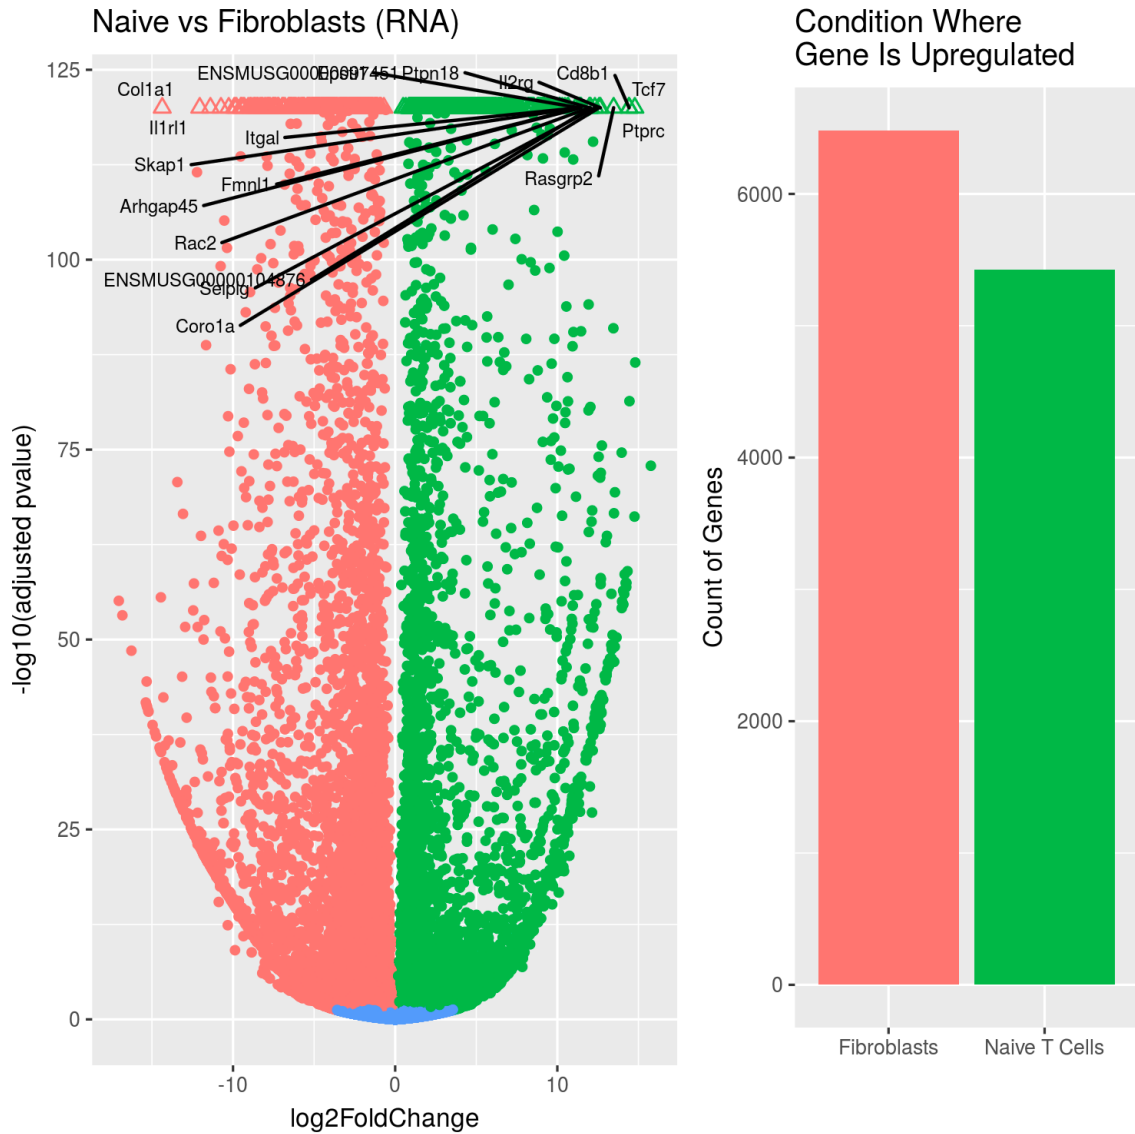 Naive vs Fibroblasts (RNA)
Condition Where
Gene Is Upregulated
125
100
75
50
25
0
-log10(adjusted pvalue)
-10
0
10
log2FoldChange
Col1a1
Il1rl1
Ptpn18
Il2rg
Cd8b1
Tcf7
Ptprc
Rasgrp2
Itgal
Skap1
Fmnl1
Arhgap45
Rac2
ENSMUSG00000104876
Selplg
Coro1a
6000
4000
2000
0
Count of Genes
Fibroblasts
Naive T Cells